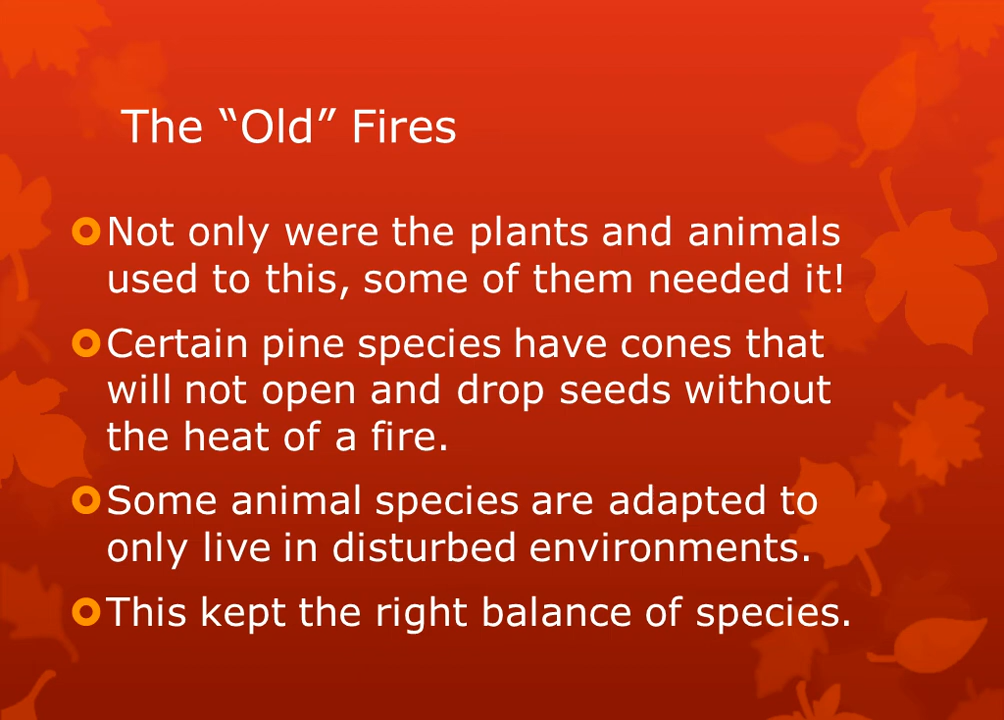 The “Old” Fires
Not only were the plants and animals
used to this, some of them needed it!
Certain pine species have cones that
will not open and drop seeds without
the heat of a fire.
Some animal species are adapted to
only live in disturbed environments.
This kept the right balance of species.